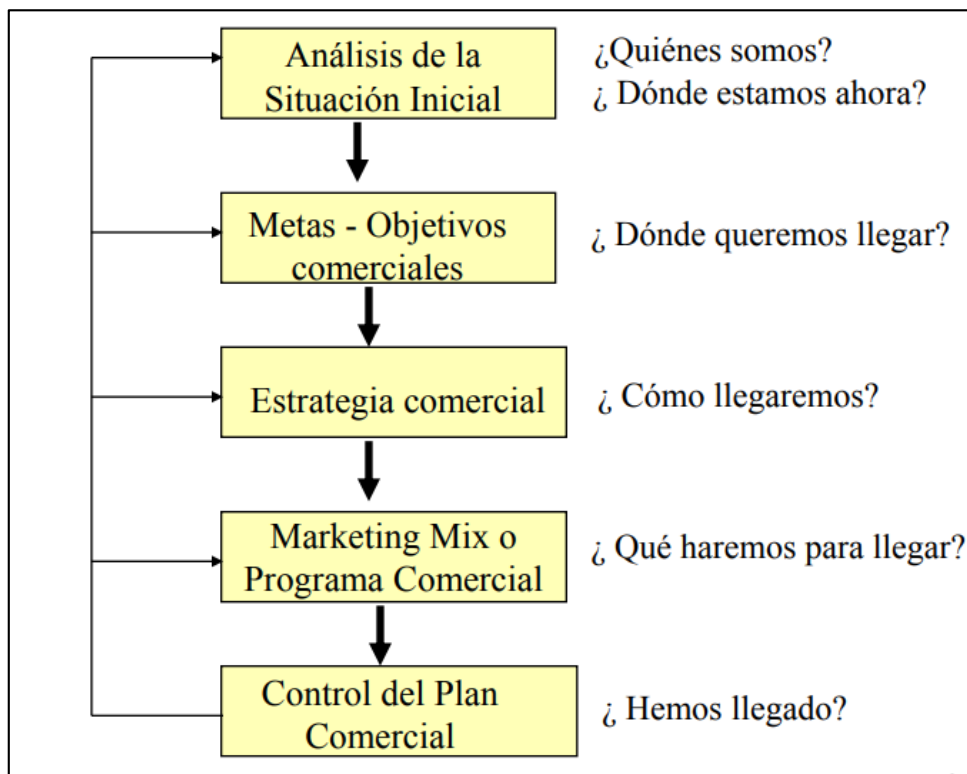 Análisis de la
Situación Inicial
¿Quiénes somos?
¿ Dónde estamos ahora?
Metas - Objetivos
comerciales
¿ Dónde queremos llegar?
Estrategia comercial
¿ Cómo llegaremos?
Marketing Mix o
Programa Comercial
¿ Qué haremos para llegar?
Control del Plan
Comercial
¿ Hemos llegado?